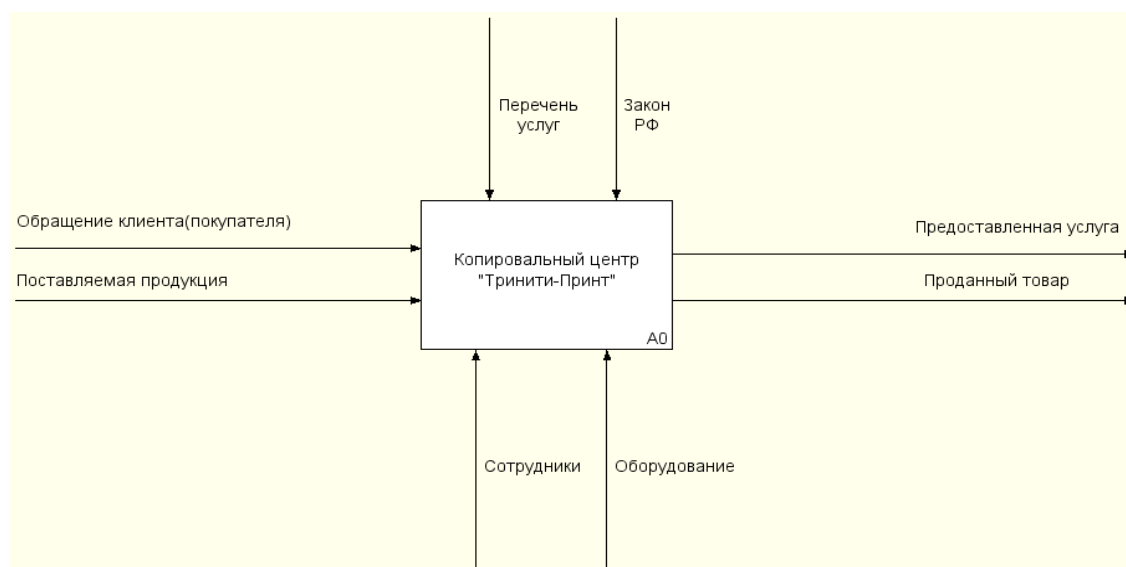 Перечень
услуг
Закон
РФ
Обращение клиента(покупателя)
Поставляемая продукция
Копировальный центр
"Тринити-Принт"
A0
Предоставленная услуга
Проданный товар
Сотрудники
Оборудование